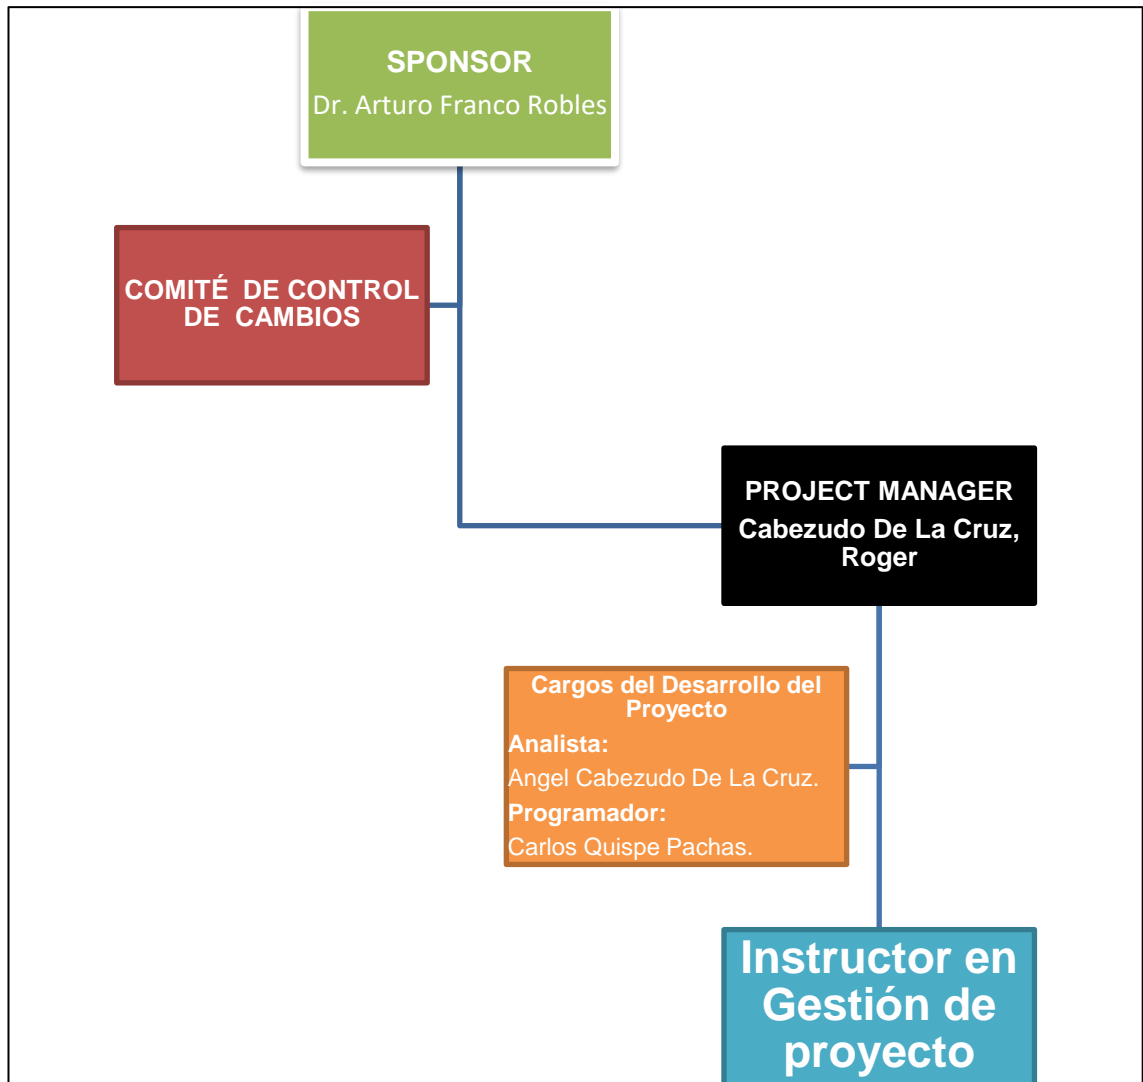 SPONSOR
Dr. Arturo Franco Robles
COMITÉ DE CONTROL
DE CAMBIOS
PROJECT MANAGER
Cabezudo De La Cruz,
Roger
Cargos del Desarrollo del
Proyecto
Analista:
Angel Cabezudo De La Cruz.
Programador:
Carlos Quispe Pachas.
Instructor en
Gestión de
proyecto